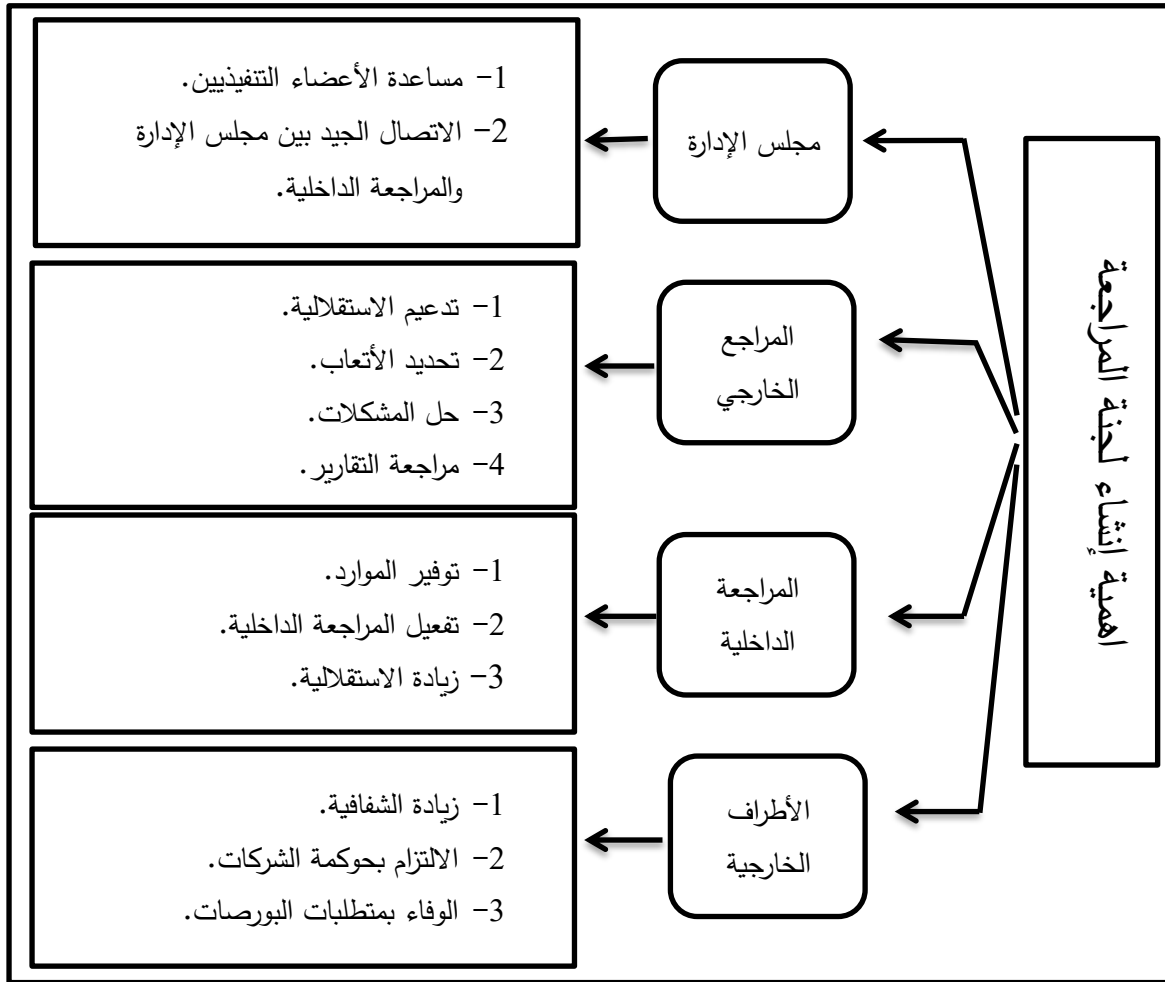 اهمية إنشاء لجنة المراجعة
مجلس الإدارة
1- مساعدة الأعضاء التنفيذيين.
2- الاتصال الجيد بين مجلس الإدارة
والمراجعة الداخلية.
المراجع
الخارجي
1- تدعيم الاستقلالية.
2- تحديد الأتعاب.
3- حل المشكلات.
4- مراجعة التقارير.
المراجعة
الداخلية
1- توفير الموارد.
2- تفعيل المراجعة الداخلية.
3- زيادة الاستقلالية.
الأطراف
الخارجية
1- زيادة الشفافية.
2- الالتزام بحوكمة الشركات.
3- الوفاء بمتطلبات البورصات.